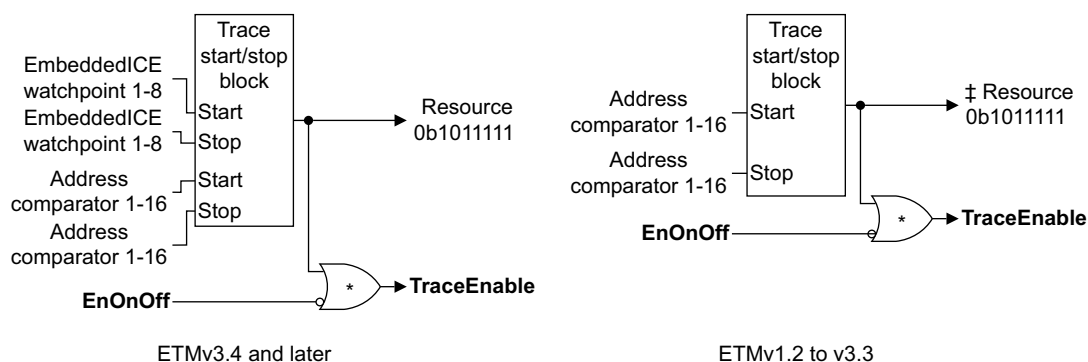 Trace
start/stop
block
EmbeddedICE
watchpoint 1-8
EmbeddedICE
watchpoint 1-8
Address
comparator 1-16
Address
comparator 1-16
Start
Stop
Start
Stop
Resource
0b1011111
EnOnOff
*
TraceEnable
ETMv3.4 and later
Trace
start/stop
block
Address
comparator 1-16
Address
comparator 1-16
Start
Stop
‡ Resource
0b1011111
EnOnOff
*
TraceEnable
ETMv1.2 to v3.3